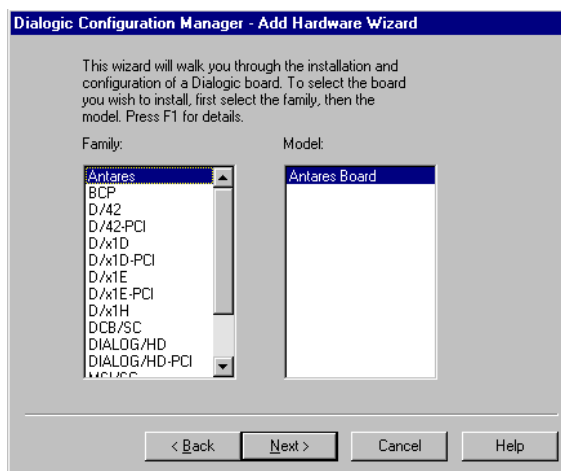 Dialogic Configuration Manager - Add Hardware Wizard
This wizard will walk you through the installation and
configuration of a Dialogic board. To select the board
you wish to install, first select the family, then the
model. Press F1 for details.
Family:
Model:
Antares
Antares Board
BCP
D/42
D/42-PCI
D/x1D
D/x1D-PCI
D/x1E
D/x1E-PCI
D/x1H
DCB/SC
DIALOG/HD
DIALOG/HD-PCI
< Back
Next >
Cancel
Help